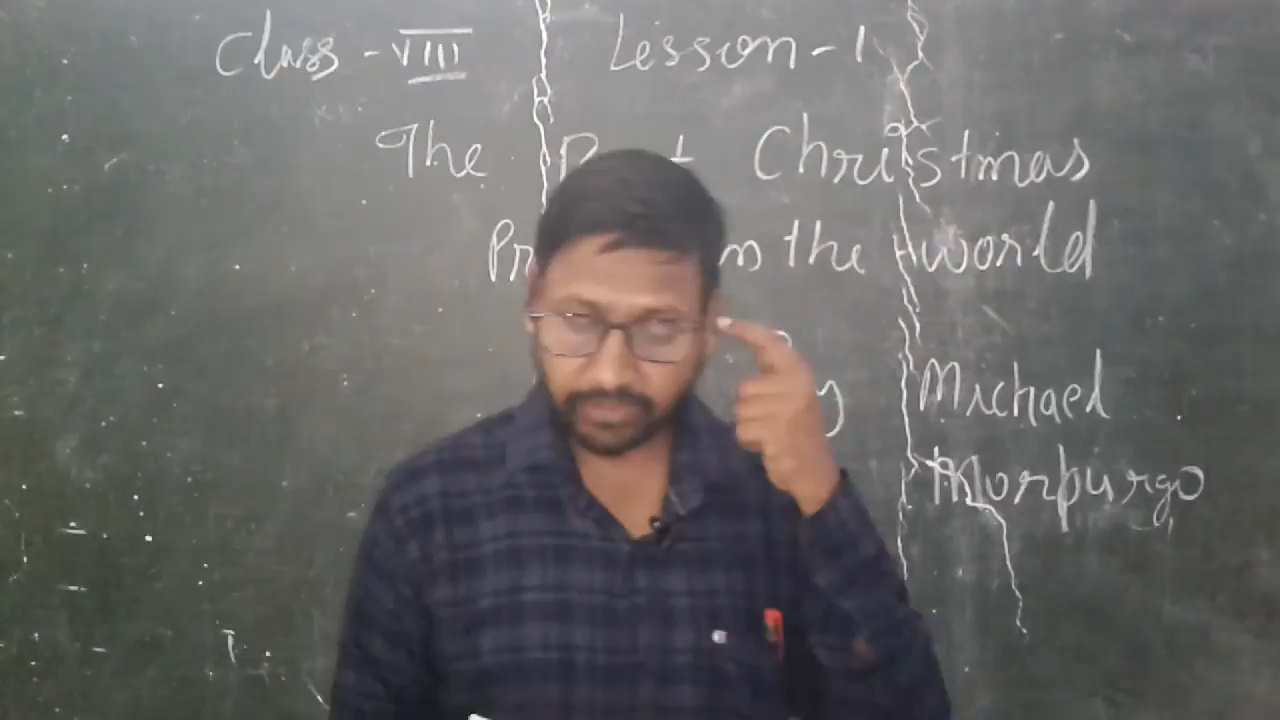 Class - VIII Lesson - 1
The Christmas
the world
Michael
Morpurgo